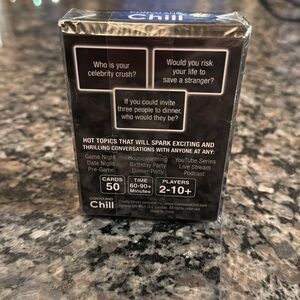 Chill
Who is your
celebrity crush?
Would you risk
your life to
save a stranger?
If you could invite
three people to dinner,
who would they be?
HOT TOPICS THAT WILL SPARK EXCITING AND
THRILLING CONVERSATIONS WITH ANYONE AT ANY:
Game Night
Date Night
Pre-Game
Housewarming
Birthday Party
Dinner Party
YouTube Series
Live Stream
Podcast
CARDS
50
TIME
60-90+
Minutes
PLAYERS
2-10+
Chill